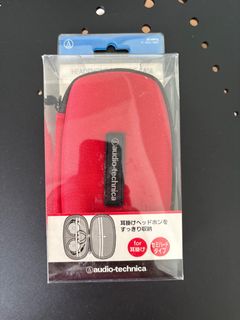 audio-technica
耳掛けヘッドホンを
すっきり収納
for
耳掛け
セミハード
タイプ
audio-technica